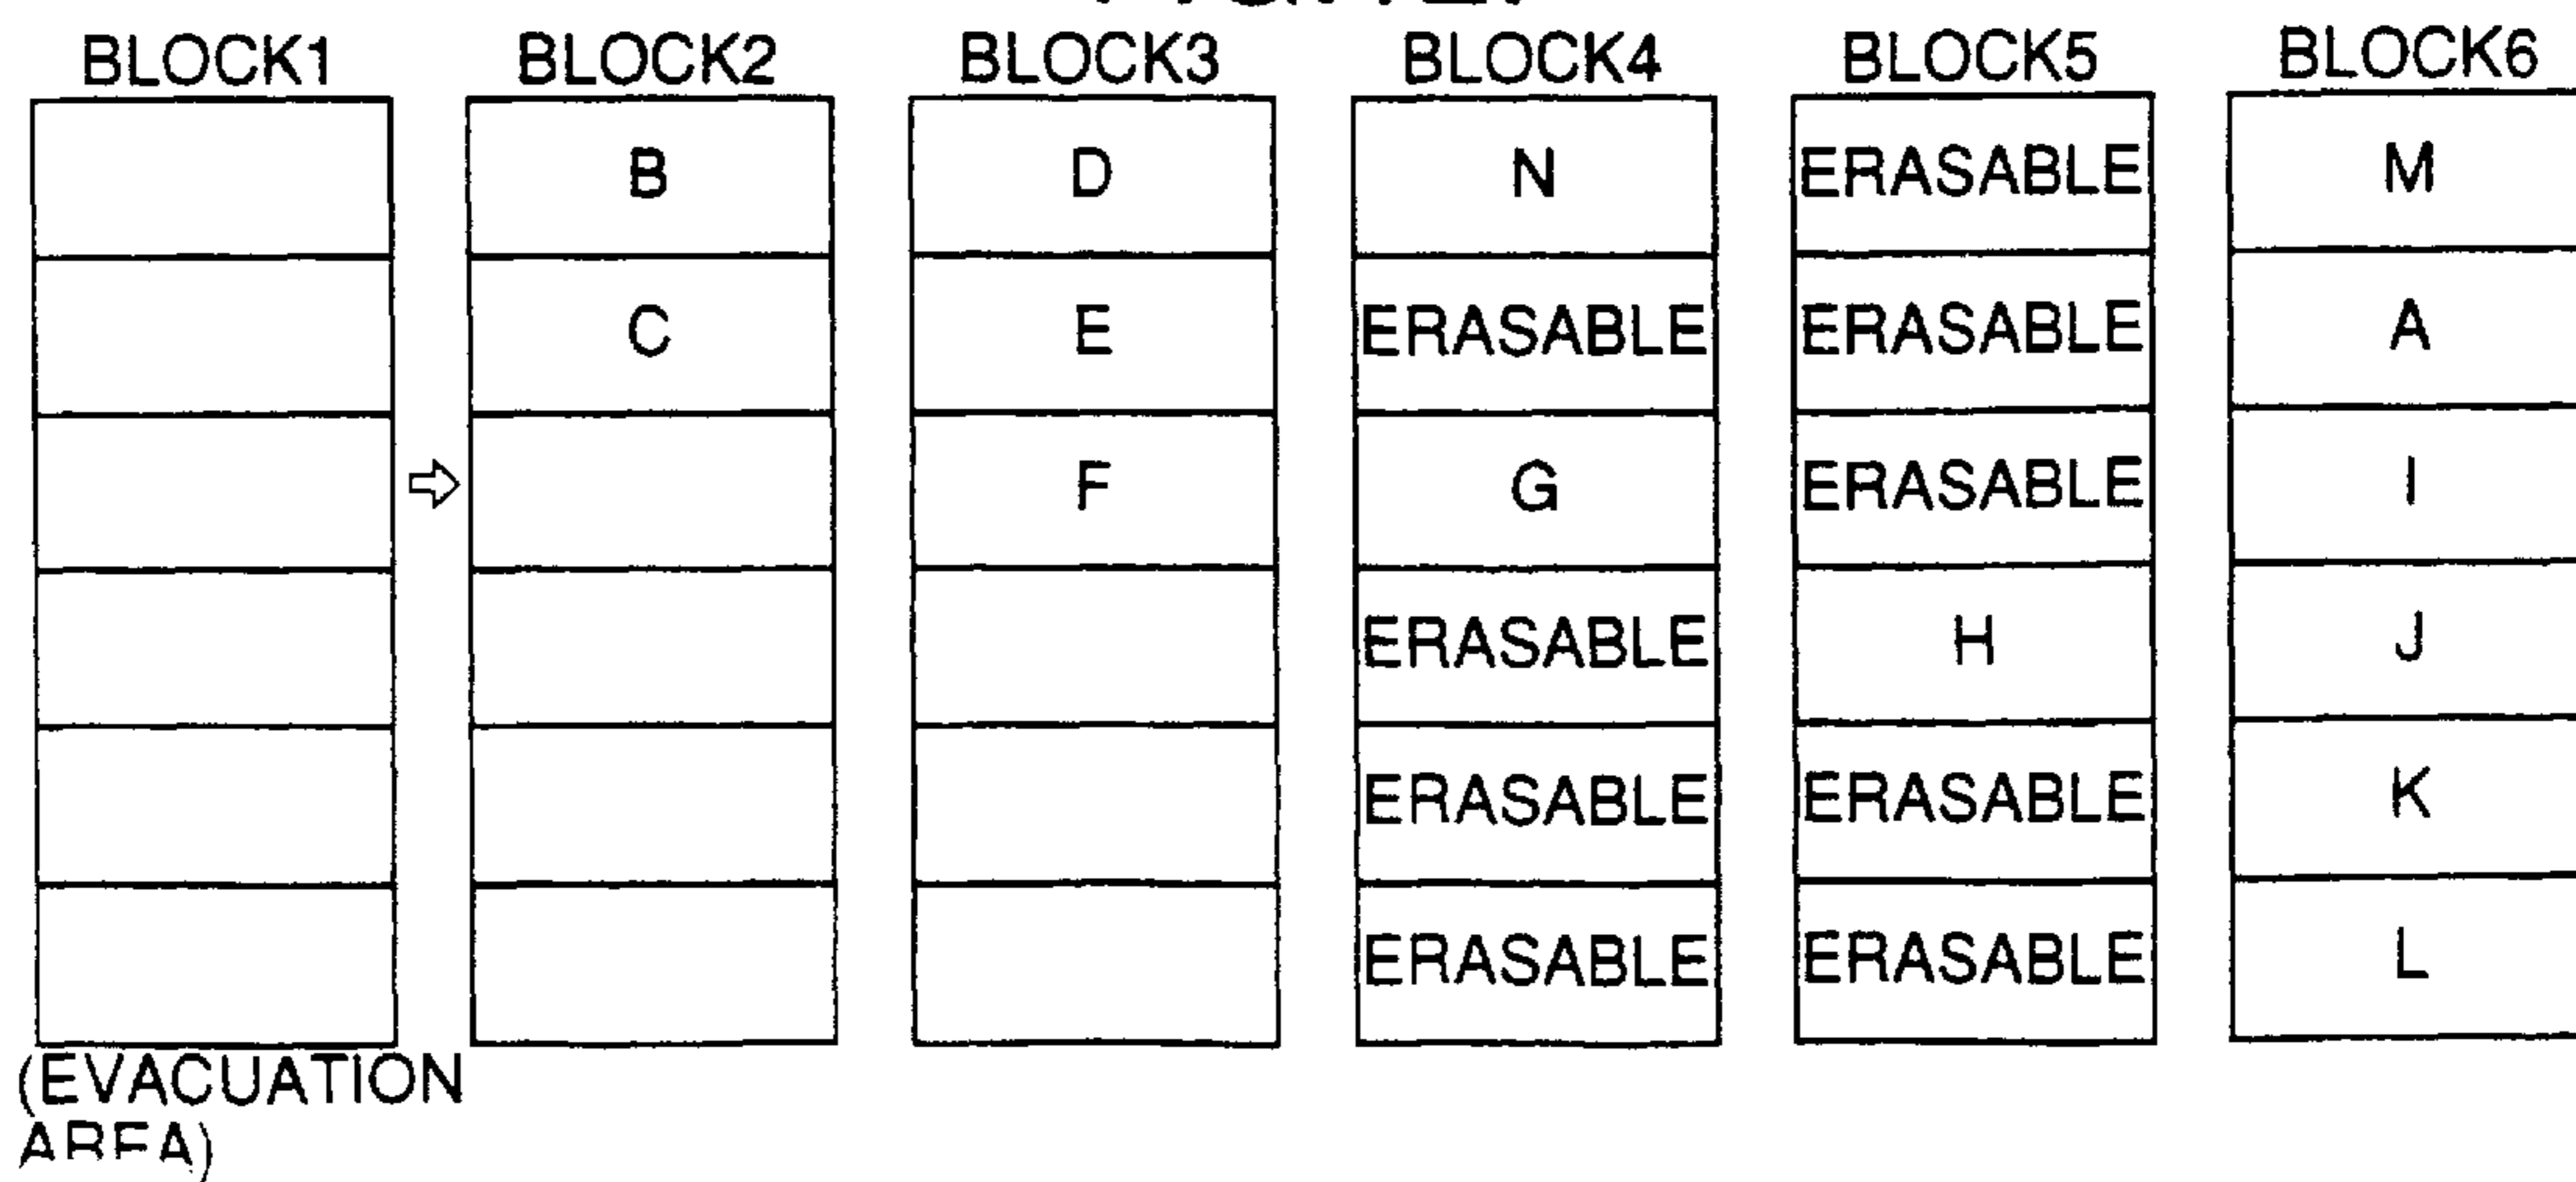 BLOCK1 BLOCK2 BLOCK3 BLOCK4 BLOCK5 BLOCK6
B D N ERASABLE M
C E ERASABLE ERASABLE A
F G ERASABLE I
ERASABLE H J
ERASABLE ERASABLE K
ERASABLE ERASABLE L
(EVACUATION
AREA)